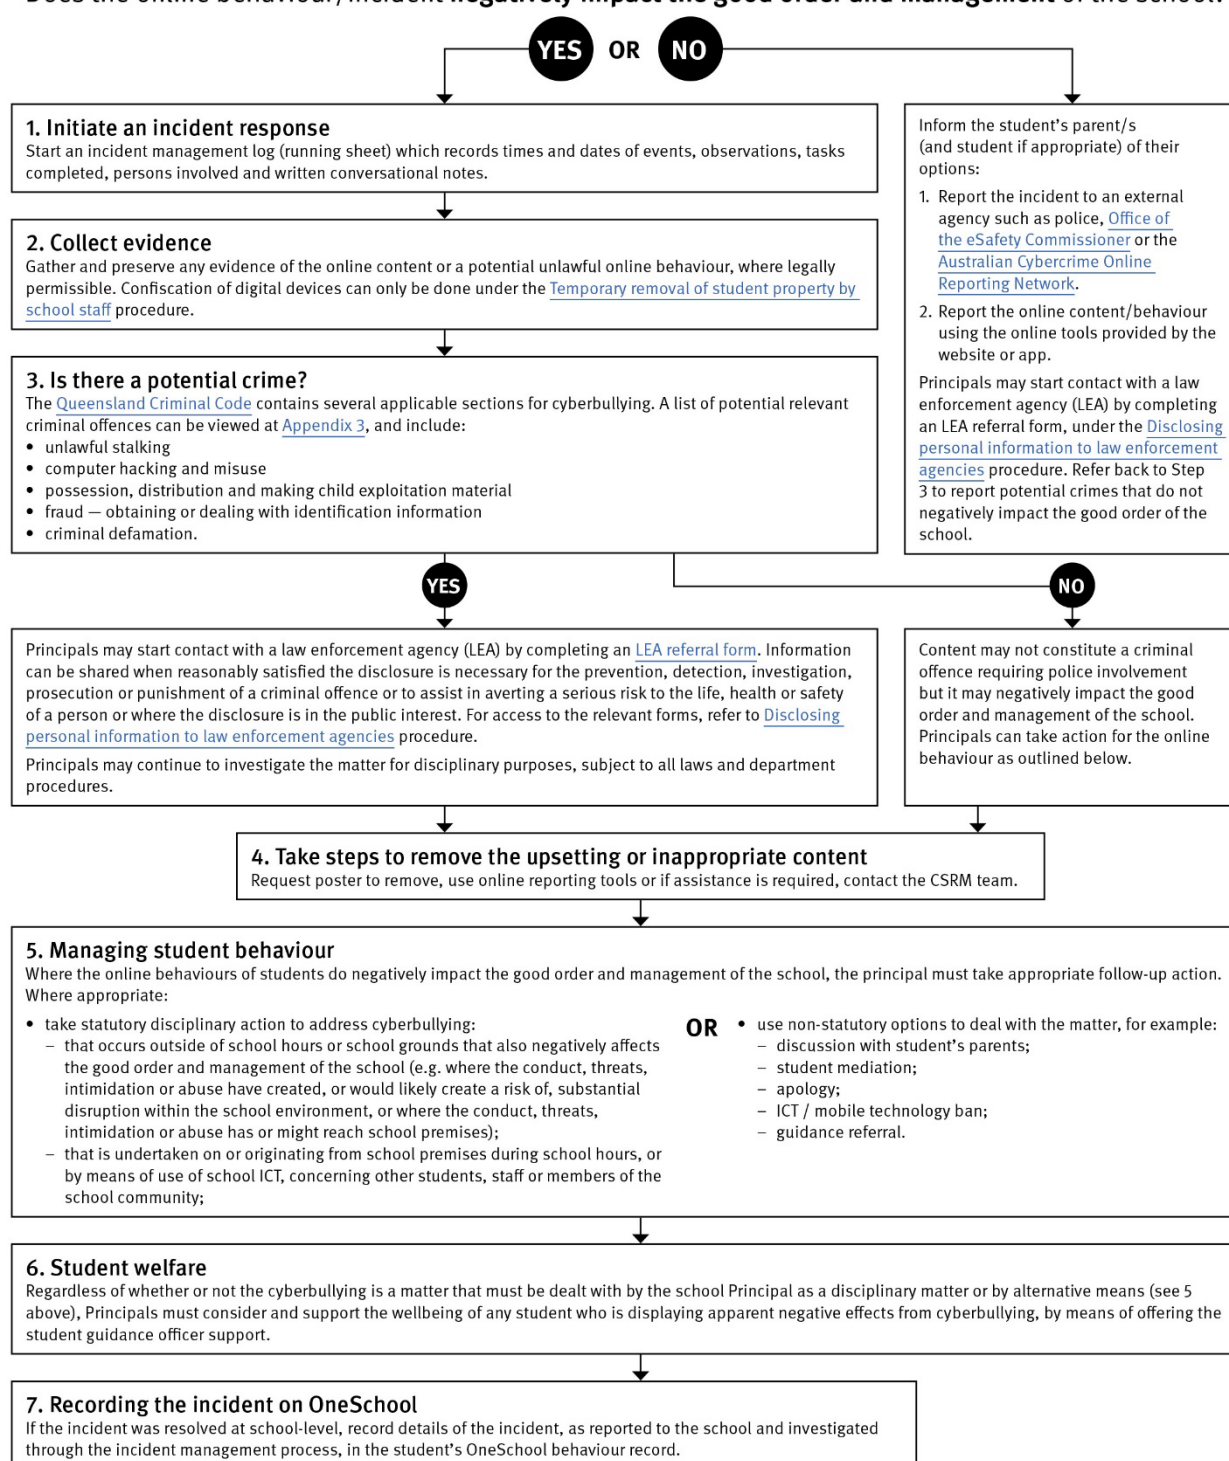 Does the online behaviour/incident negatively impact the good order and management of the school?
YES OR NO
1. Initiate an incident response
Start an incident management log (running sheet) which records times and dates of events, observations, tasks
completed, persons involved and written conversational notes.
2. Collect evidence
Gather and preserve any evidence of the online content or a potential unlawful online behaviour, where legally
permissible. Confiscation of digital devices can only be done under the Temporary removal of student property by
school staff procedure.
3. Is there a potential crime?
The Queensland Criminal Code contains several applicable sections for cyberbullying. A list of potential relevant
criminal offences can be viewed at Appendix 3, and include:
• unlawful stalking
• computer hacking and misuse
• possession, distribution and making child exploitation material
• fraud — obtaining or dealing with identification information
• criminal defamation.
Inform the student's parent/s
(and student if appropriate) of their
options:
1. Report the incident to an external
agency such as police, Office of
the eSafety Commissioner or the
Australian Cybercrime Online
Reporting Network.
2. Report the online content/behaviour
using the online tools provided by the
website or app.
Principals may start contact with a law
enforcement agency (LEA) by completing
an LEA referral form, under the Disclosing
personal information to law enforcement
agencies procedure. Refer back to Step
3 to report potential crimes that do not
negatively impact the good order of the
school.
YES
NO
Principals may start contact with a law enforcement agency (LEA) by completing an LEA referral form. Information
can be shared when reasonably satisfied the disclosure is necessary for the prevention, detection, investigation,
prosecution or punishment of a criminal offence or to assist in averting a serious risk to the life, health or safety
of a person or where the disclosure is in the public interest. For access to the relevant forms, refer to Disclosing
personal information to law enforcement agencies procedure.
Principals may continue to investigate the matter for disciplinary purposes, subject to all laws and department
procedures.
Content may not constitute a criminal
offence requiring police involvement
but it may negatively impact the good
order and management of the school.
Principals can take action for the online
behaviour as outlined below.
4. Take steps to remove the upsetting or inappropriate content
Request poster to remove, use online reporting tools or if assistance is required, contact the CSRM team.
5. Managing student behaviour
Where the online behaviours of students do negatively impact the good order and management of the school, the principal must take appropriate follow-up action.
Where appropriate:
• take statutory disciplinary action to address cyberbullying:
– that occurs outside of school hours or school grounds that also negatively affects
the good order and management of the school (e.g. where the conduct, threats,
intimidation or abuse have created, or would likely create a risk of, substantial
disruption within the school environment, or where the conduct, threats,
intimidation or abuse has or might reach school premises);
– that is undertaken on or originating from school premises during school hours, or
by means of use of school ICT, concerning other students, staff or members of the
school community;
OR
• use non-statutory options to deal with the matter, for example:
– discussion with student's parents;
– student mediation;
– apology;
– ICT / mobile technology ban;
– guidance referral.
6. Student welfare
Regardless of whether or not the cyberbullying is a matter that must be dealt with by the school Principal as a disciplinary matter or by alternative means (see 5
above), Principals must consider and support the wellbeing of any student who is displaying apparent negative effects from cyberbullying, by means of offering the
student guidance officer support.
7. Recording the incident on OneSchool
If the incident was resolved at school-level, record details of the incident, as reported to the school and investigated
through the incident management process, in the student's OneSchool behaviour record.